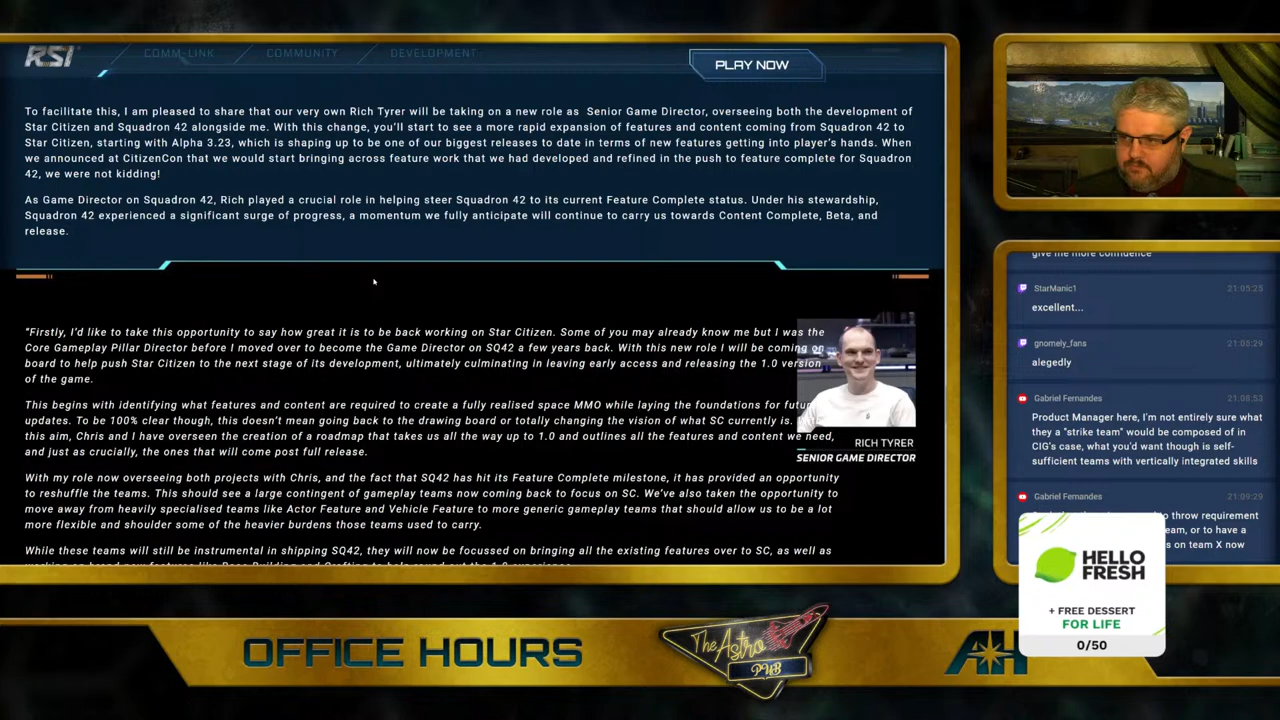 RSI
COMM-LINK
COMMUNITY
DEVELOPMENT
PLAY NOW
To facilitate this, I am pleased to share that our very own Rich Tyrer will be taking on a new role as Senior Game Director, overseeing both the development of
Star Citizen and Squadron 42 alongside me. With this change, you'll start to see a more rapid expansion of features and content coming from Squadron 42 to
Star Citizen, starting with Alpha 3.23, which is shaping up to be one of our biggest releases to date in terms of new features getting into player's hands. When
we announced at CitizenCon that we would start bringing across feature work that we had developed and refined in the push to feature complete for Squadron
42, we were not kidding!
As Game Director on Squadron 42, Rich played a crucial role in helping steer Squadron 42 to its current Feature Complete status. Under his stewardship,
Squadron 42 experienced a significant surge of progress, a momentum we fully anticipate will continue to carry us towards Content Complete, Beta, and
release.
"Firstly, I'd like to take this opportunity to say how great it is to be back working on Star Citizen. Some of you may already know me but I was the
Core Gameplay Pillar Director before I moved over to become the Game Director on SQ42 a few years back. With this new role I will be coming on
board to help push Star Citizen to the next stage of its development, ultimately culminating in leaving early access and releasing the 1.0 version
of the game.
This begins with identifying what features and content are required to create a fully realised space MMO while laying the foundations for
updates. To be 100% clear though, this doesn't mean going back to the drawing board or totally changing the vision of what SC currently is.
this aim, Chris and I have overseen the creation of a roadmap that takes us all the way up to 1.0 and outlines all the features and content we need,
and just as crucially, the ones that will come post full release.
With my role now overseeing both projects with Chris, and the fact that SQ42 has hit its Feature Complete milestone, it has provided an opportunity
to reshuffle the teams. This should see a large contingent of gameplay teams now coming back to focus on SC. We've also taken the opportunity to
move away from heavily specialised teams like Actor Feature and Vehicle Feature to more generic gameplay teams that should allow us to be a lot
more flexible and shoulder some of the heavier burdens those teams used to carry.
While these teams will still be instrumental in shipping SQ42, they will now be focussed on bringing all the existing features over to SC, as well as
RICH TYRER
SENIOR GAME DIRECTOR
give me more confidence
StarManic1 21:05:25
excellent...
gnomely_fans 21:08:29
alegedly
Gabriel Fernandes 21:08:53
Product Manager here, I'm not entirely sure what
they a "strike team" would be composed of in
CIG's case, what you'd want though is self-
sufficient teams with vertically integrated skills
Gabriel Fernandes 21:09:29
to throw requirement
team, or to have a
s on team X now
HELLO
FRESH
+ FREE DESSERT
FOR LIFE
0/50
OFFICE HOURS
The Astro
PUB
AH